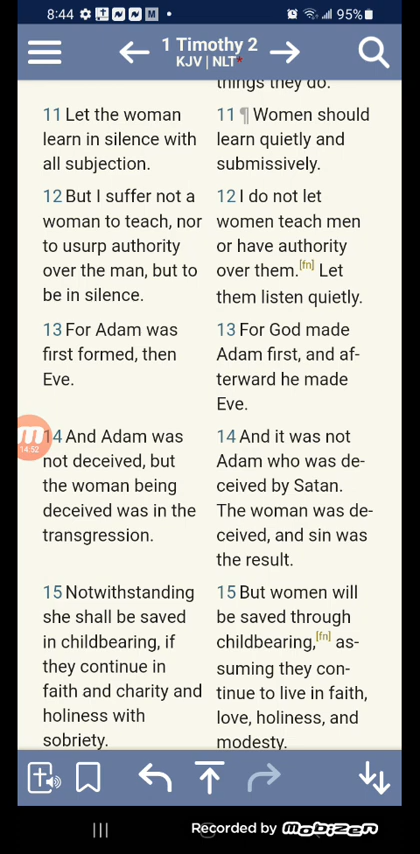 8:44 M 95%
1 Timothy 2
KJV | NLT*
things they do.
11 Let the woman
learn in silence with
all subjection.
12 But I suffer not a
woman to teach, nor
to usurp authority
over the man, but to
be in silence.
13 For Adam was
first formed, then
Eve.
14 And Adam was
not deceived, but
the woman being
deceived was in the
transgression.
15 Notwithstanding
she shall be saved
in childbearing, if
they continue in
faith and charity and
holiness with
sobriety.
11 ¶ Women should
learn quietly and
submissively.
12 I do not let
women teach men
or have authority
over them.[fn] Let
them listen quietly.
13 For God made
Adam first, and af-
terward he made
Eve.
14 And it was not
Adam who was de-
ceived by Satan.
The woman was de-
ceived, and sin was
the result.
15 But women will
be saved through
childbearing,[fn] as-
suming they con-
tinue to live in faith,
love, holiness, and
modesty.
14:52
Recorded by Mobizen